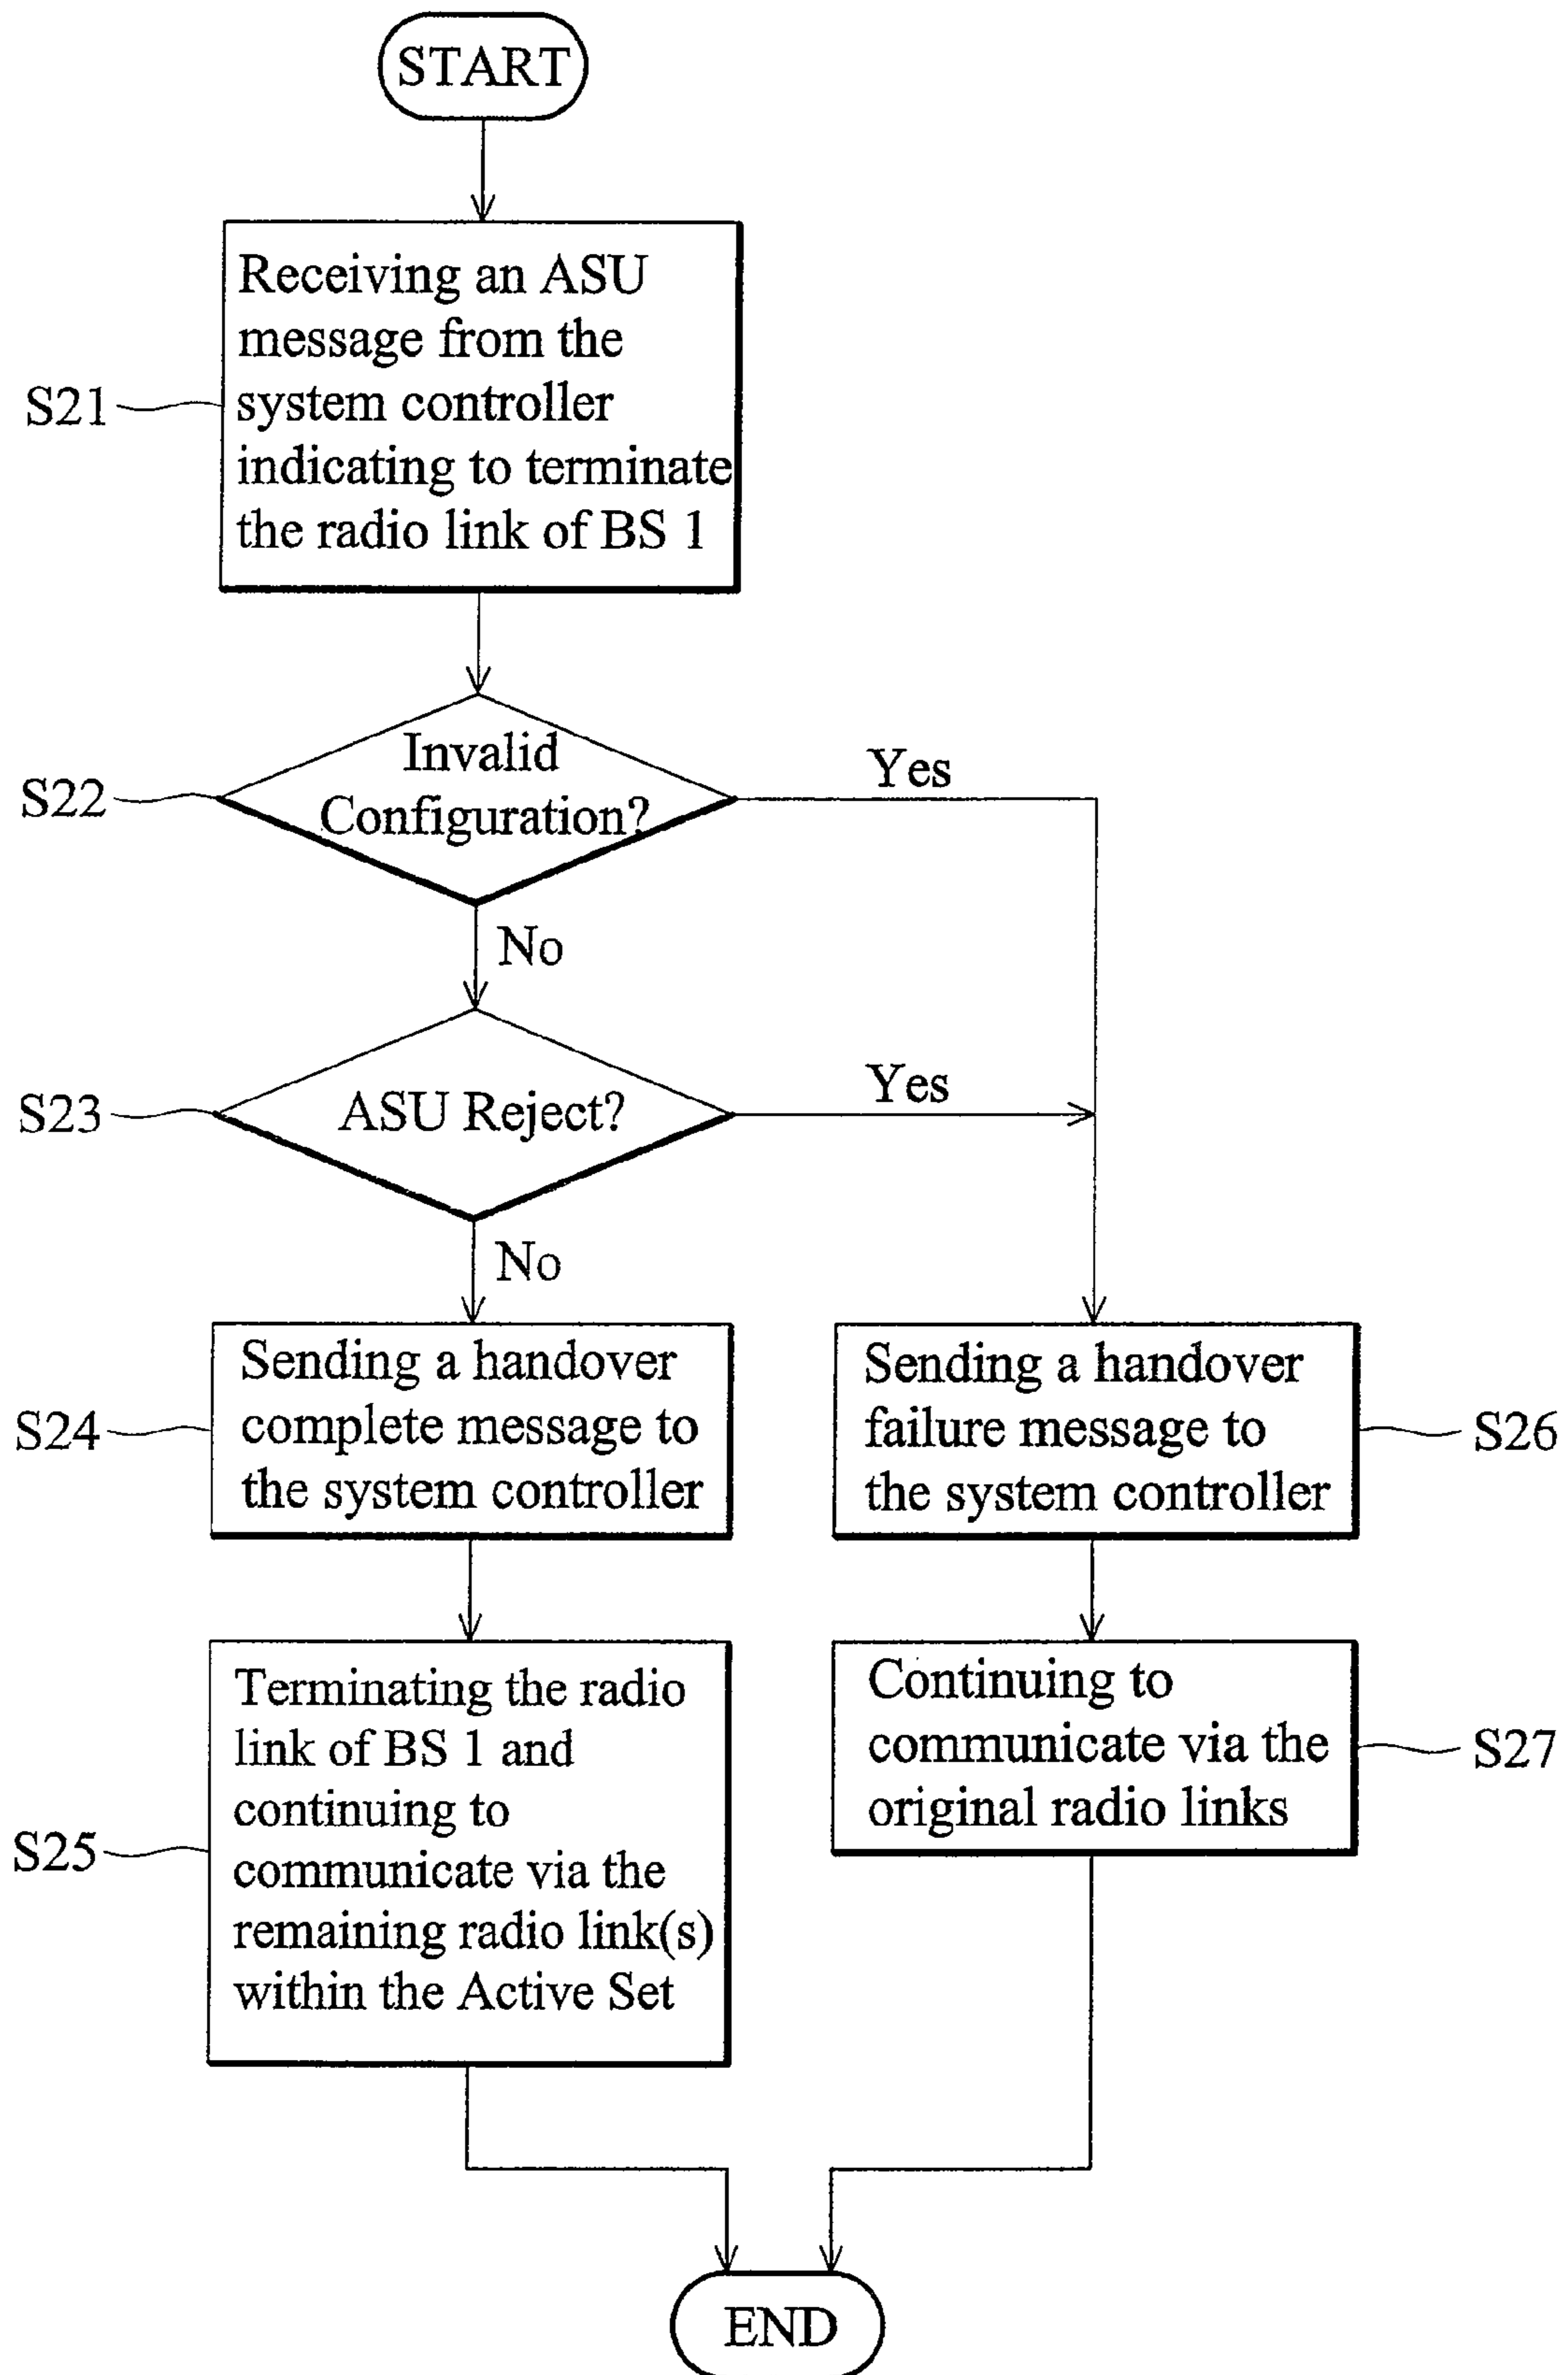 START
S21
Receiving an ASU
message from the
system controller
indicating to terminate
the radio link of BS 1
S22
Invalid
Configuration?
Yes
No
S23
ASU Reject?
Yes
No
S24
Sending a handover
complete message to
the system controller
Sending a handover
failure message to
the system controller
S26
S25
Terminating the radio
link of BS 1 and
continuing to
communicate via the
remaining radio link(s)
within the Active Set
Continuing to
communicate via the
original radio links
S27
END